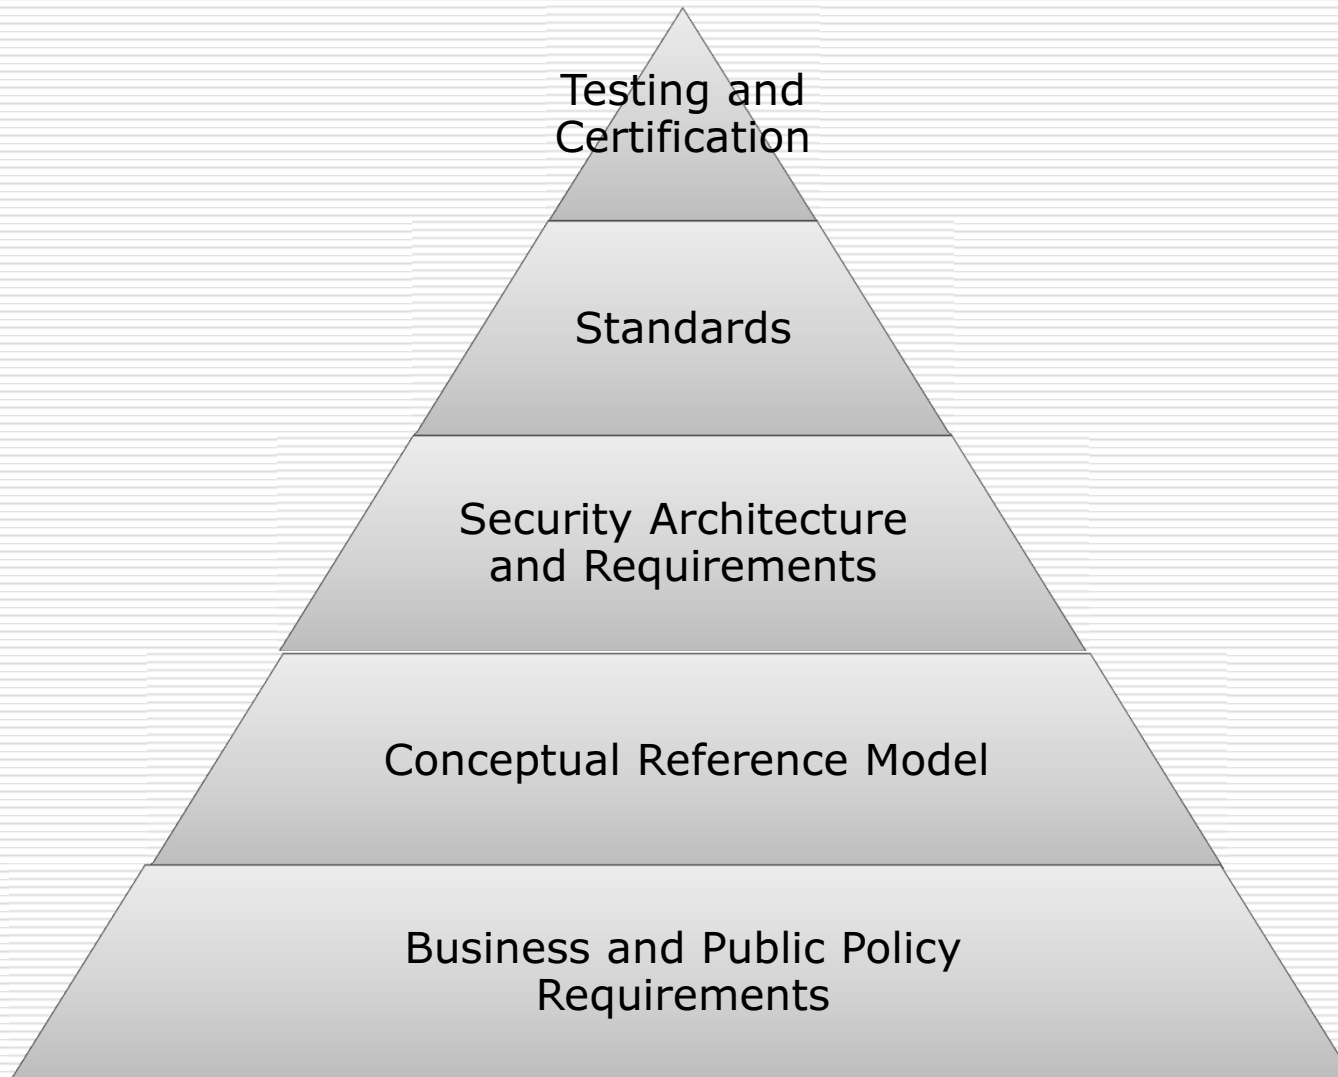 Testing and
Certification
Standards
Security Architecture
and Requirements
Conceptual Reference Model
Business and Public Policy
Requirements